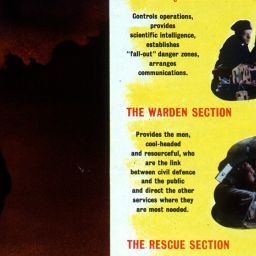 Controls operations,
provides
scientific intelligence,
establishes
"fall-out" danger zones,
arranges
communications.
THE WARDEN SECTION
Provides the men,
cool-headed
and resourceful, who
are the link
between civil defence
and the public
and direct the other
services where they
are most needed.
THE RESCUE SECTION